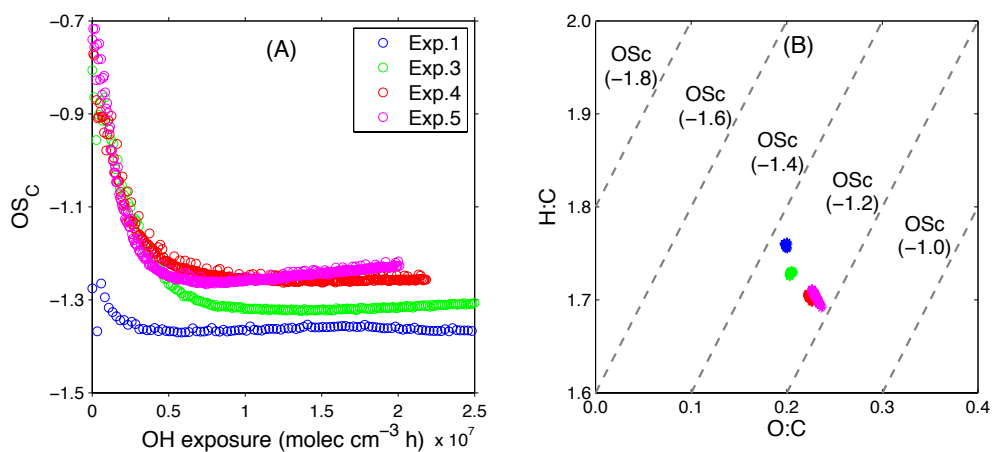 (A)
Exp.1
Exp.3
Exp.4
Exp.5
−0.7
−0.9
−1.1
−1.3
−1.5
OS_C
0 0.5 1 1.5 2 2.5
OH exposure (molec cm⁻³ h) × 10⁷
(B)
OSc
(−1.8)
OSc
(−1.6)
OSc
(−1.4)
OSc
(−1.2)
OSc
(−1.0)
2.0
1.9
1.8
1.7
1.6
H:C
0.0 0.1 0.2 0.3 0.4
O:C